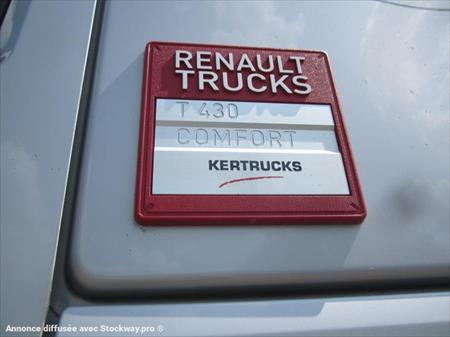 RENAULT
TRUCKS
T 430
COMFORT
KERTRUCKS
Annonce diffusée avec Stockway.pro ®